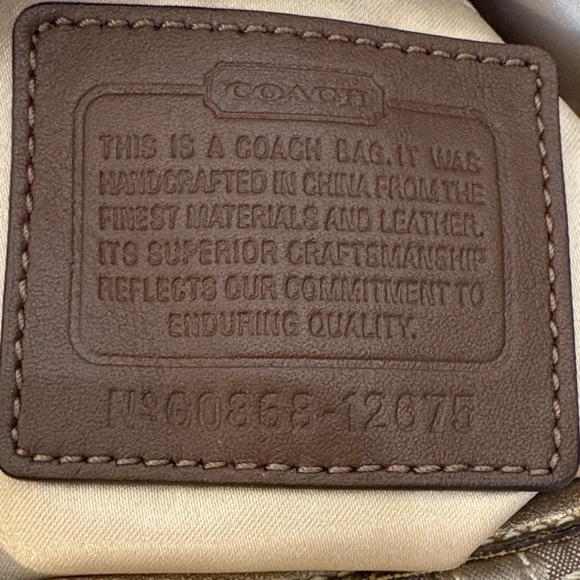 COACH
THIS IS A COACH BAG. IT WAS
HANDCRAFTED IN CHINA FROM THE
FINEST MATERIALS AND LEATHER.
ITS SUPERIOR CRAFTSMANSHIP
REFLECTS OUR COMMITMENT TO
ENDURING QUALITY.
Nº G0868-12675